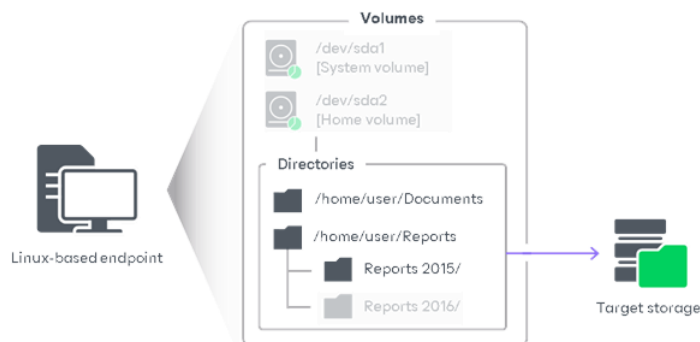 Volumes
/dev/sda1
[System volume]
/dev/sda2
[Home volume]
Directories
/home/user/Documents
/home/user/Reports
Reports 2015/
Reports 2016/
Linux-based endpoint
Target storage